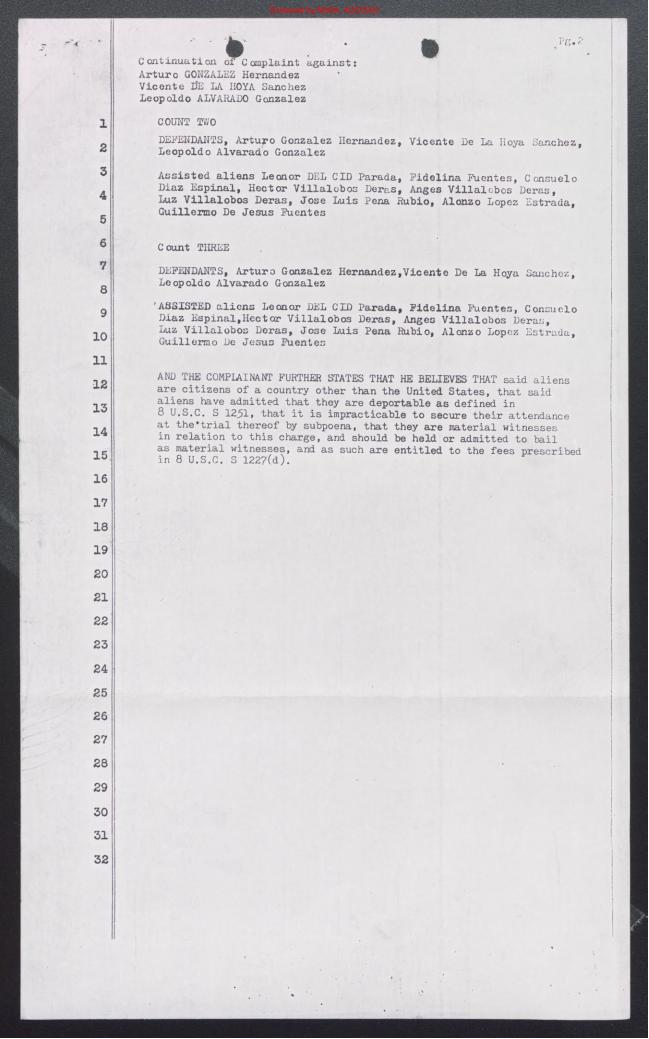 Pg.2
Continuation of Complaint against:
Arturo GONZALEZ Hernandez
Vicente DE LA HOYA Sanchez
Leopoldo ALVARADO Gonzalez
1 COUNT TWO
2 DEFENDANTS, Arturo Gonzalez Hernandez, Vicente De La Hoya Sanchez,
Leopoldo Alvarado Gonzalez
3 Assisted aliens Leonor DEL CID Parada, Fidelina Fuentes, Consuelo
Diaz Espinal, Hector Villalobos Deras, Anges Villalobos Deras,
4 Luz Villalobos Deras, Jose Luis Pena Rubio, Alonzo Lopez Estrada,
Guillermo De Jesus Fuentes
5
6 Count THREE
7 DEFENDANTS, Arturo Gonzalez Hernandez,Vicente De La Hoya Sanchez,
8 Leopoldo Alvarado Gonzalez
9 ASSISTED aliens Leonor DEL CID Parada, Fidelina Fuentes, Consuelo
Diaz Espinal,Hector Villalobos Deras, Anges Villalobos Deras,
10 Luz Villalobos Deras, Jose Luis Pena Rubio, Alonzo Lopez Estrada,
Guillermo De Jesus Fuentes
11
AND THE COMPLAINANT FURTHER STATES THAT HE BELIEVES THAT said aliens
12 are citizens of a country other than the United States, that said
aliens have admitted that they are deportable as defined in
13 8 U.S.C. S 1251, that it is impracticable to secure their attendance
at the trial thereof by subpoena, that they are material witnesses
14 in relation to this charge, and should be held or admitted to bail
15 as material witnesses, and as such are entitled to the fees prescribed
in 8 U.S.C. S 1227(d).
16
17
18
19
20
21
22
23
24
25
26
27
28
29
30
31
32